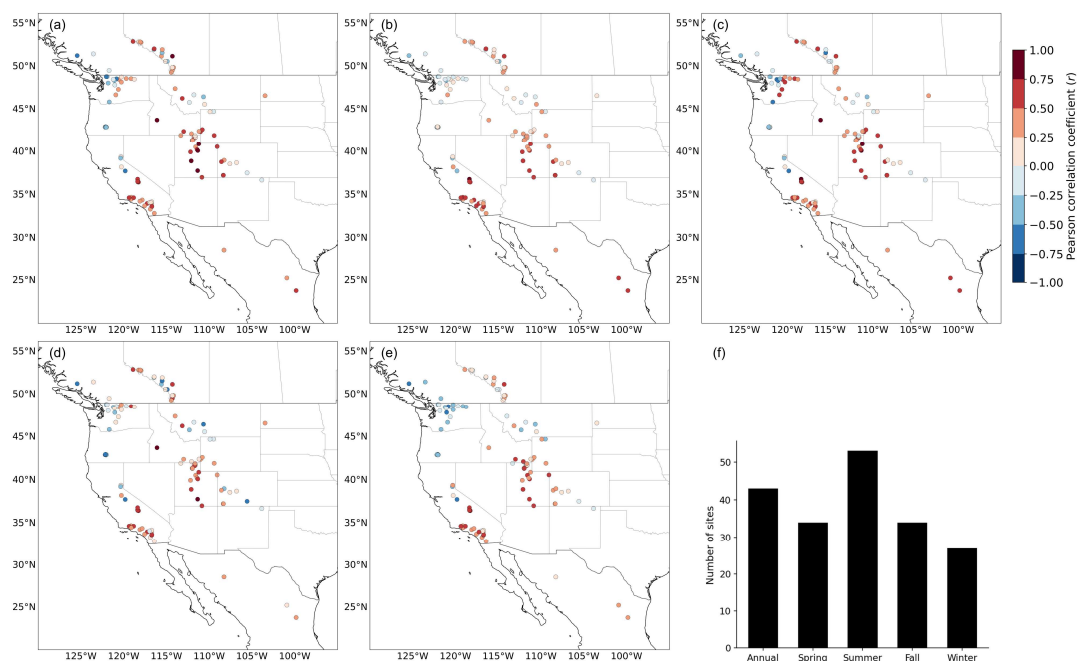 (a)
55°N
50°N
45°N
40°N
35°N
30°N
25°N
125°W 120°W 115°W 110°W 105°W 100°W
(b)
55°N
50°N
45°N
40°N
35°N
30°N
25°N
125°W 120°W 115°W 110°W 105°W 100°W
(c)
55°N
50°N
45°N
40°N
35°N
30°N
25°N
125°W 120°W 115°W 110°W 105°W 100°W
1.00
0.75
0.50
0.25
0.00
−0.25
−0.50
−0.75
−1.00
Pearson correlation coefficient (r)
(d)
55°N
50°N
45°N
40°N
35°N
30°N
25°N
125°W 120°W 115°W 110°W 105°W 100°W
(e)
55°N
50°N
45°N
40°N
35°N
30°N
25°N
125°W 120°W 115°W 110°W 105°W 100°W
(f)
Number of sites
50
40
30
20
10
0
Annual Spring Summer Fall Winter